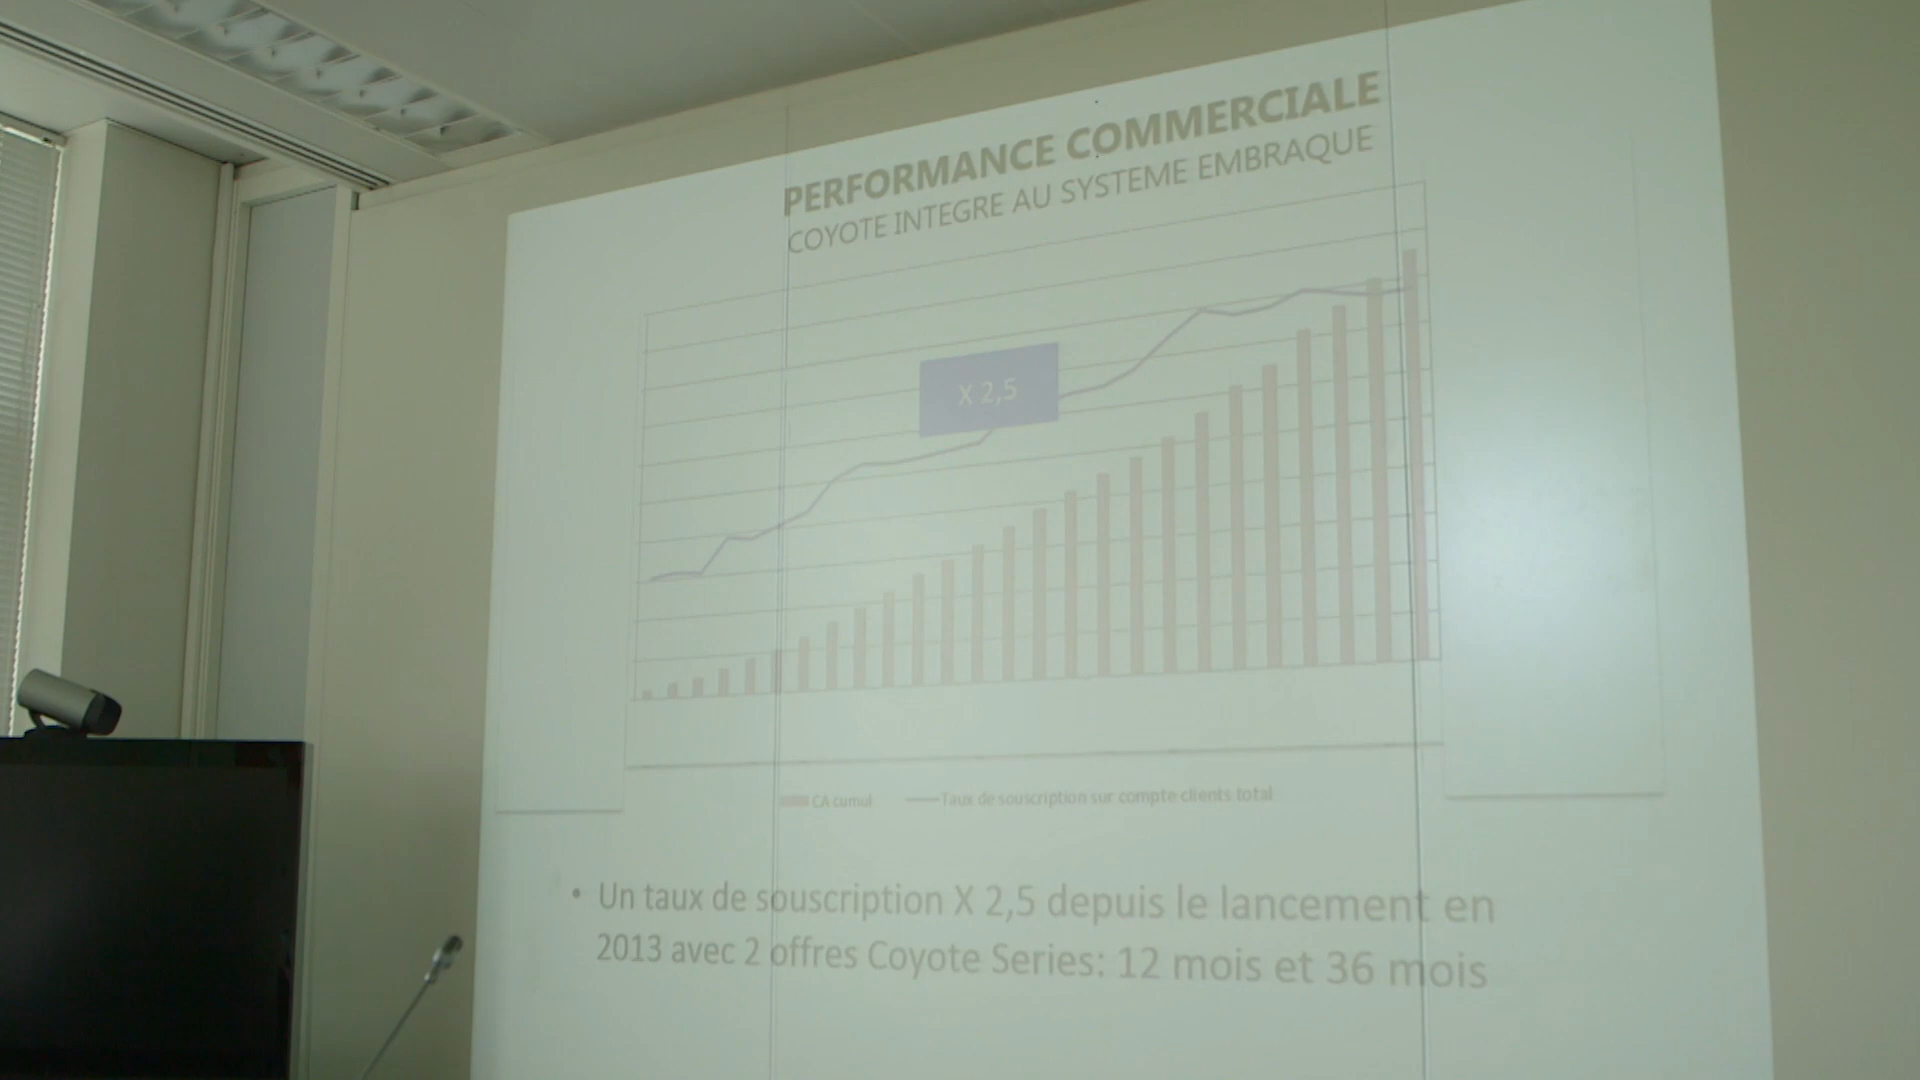 PERFORMANCE COMMERCIALE
COYOTE INTEGRE AU SYSTEME EMBRAQUE
X 2,5
CA cumul Taux de souscription sur compte clients total
• Un taux de souscription X 2,5 depuis le lancement en
2013 avec 2 offres Coyote Series: 12 mois et 36 mois